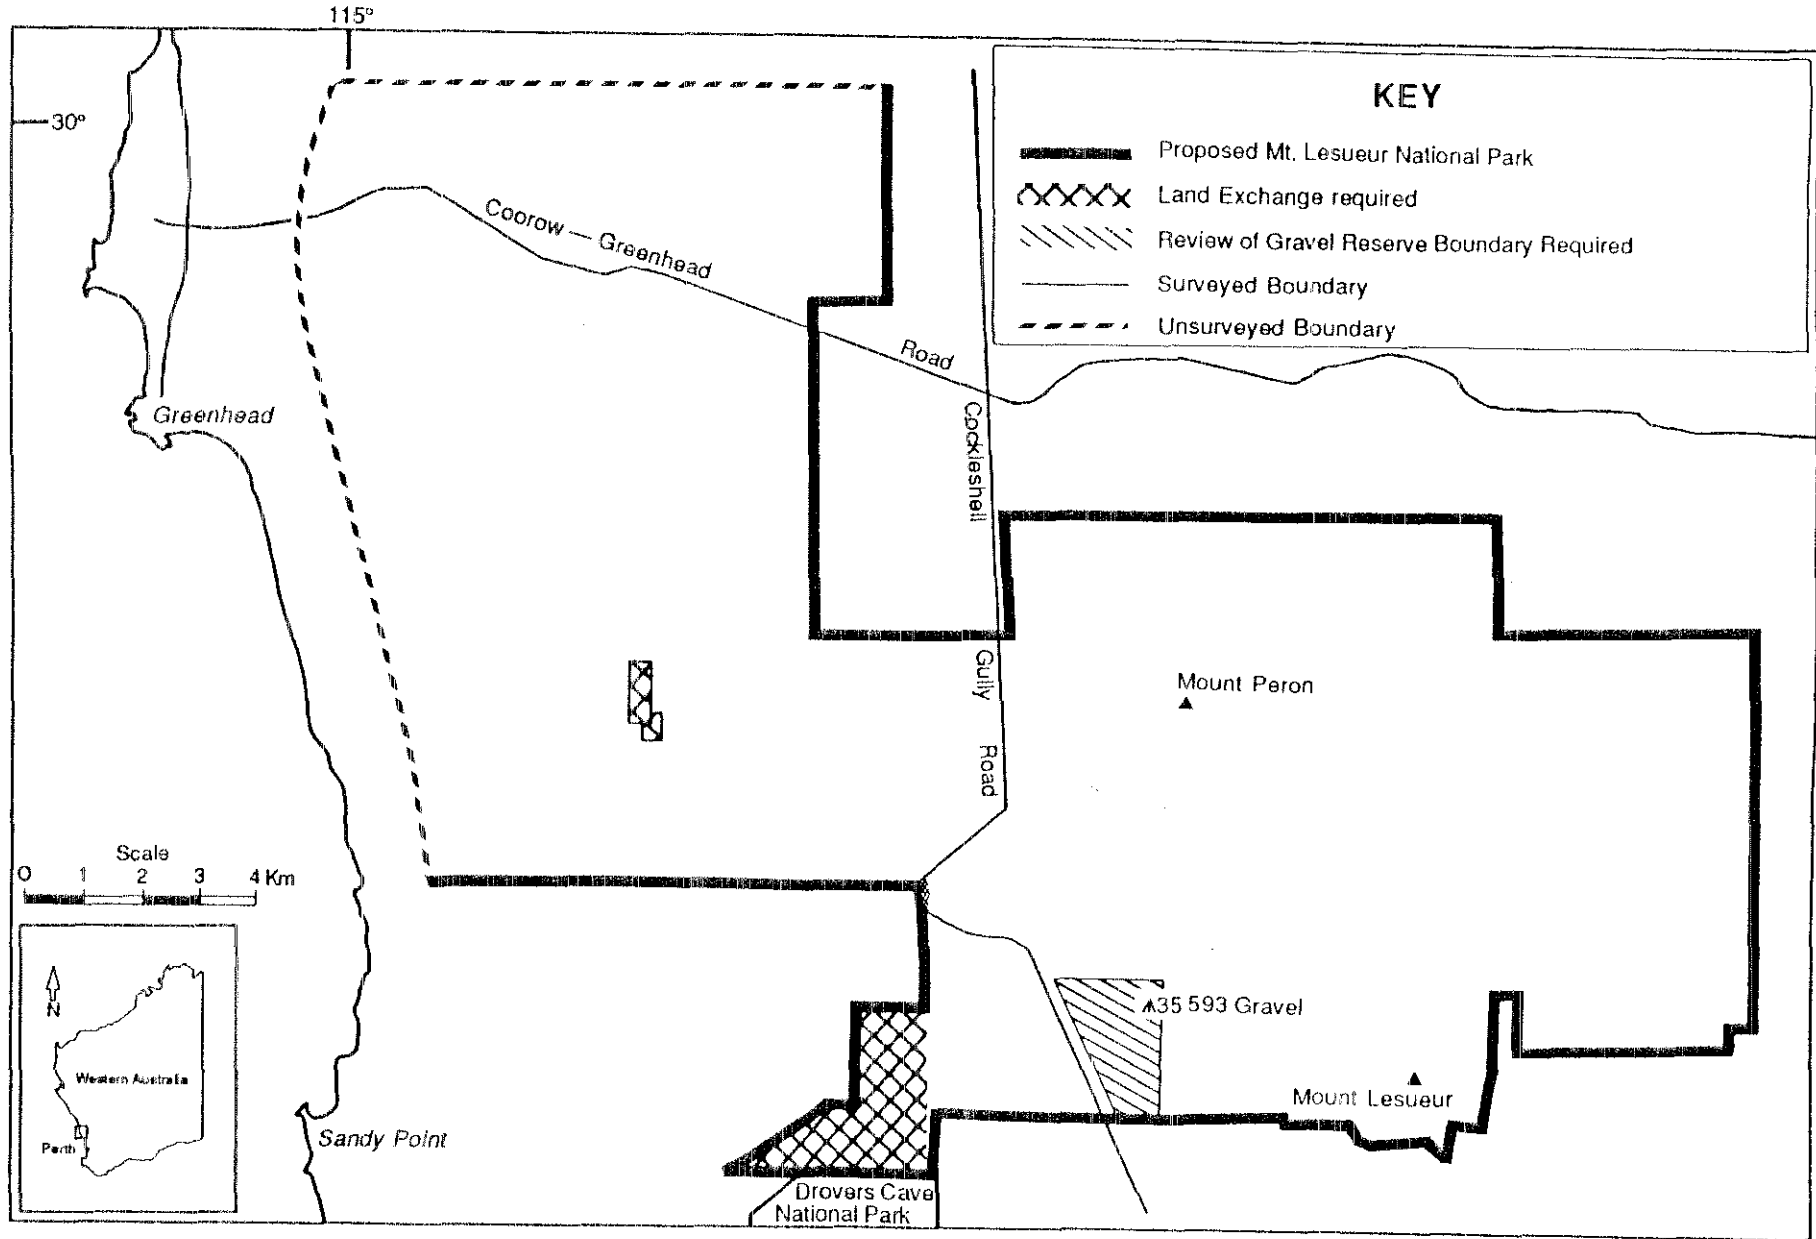 115°
30°
KEY
Proposed Mt. Lesueur National Park
Land Exchange required
Review of Gravel Reserve Boundary Required
Surveyed Boundary
Unsurveyed Boundary
Coorow — Greenhead
Road
Greenhead
Cockleshell
Gully
Road
Mount Peron
Scale
0 1 2 3 4 Km
N
Western Australia
Perth
Sandy Point
35 593 Gravel
Mount Lesueur
Drovers Cave
National Park